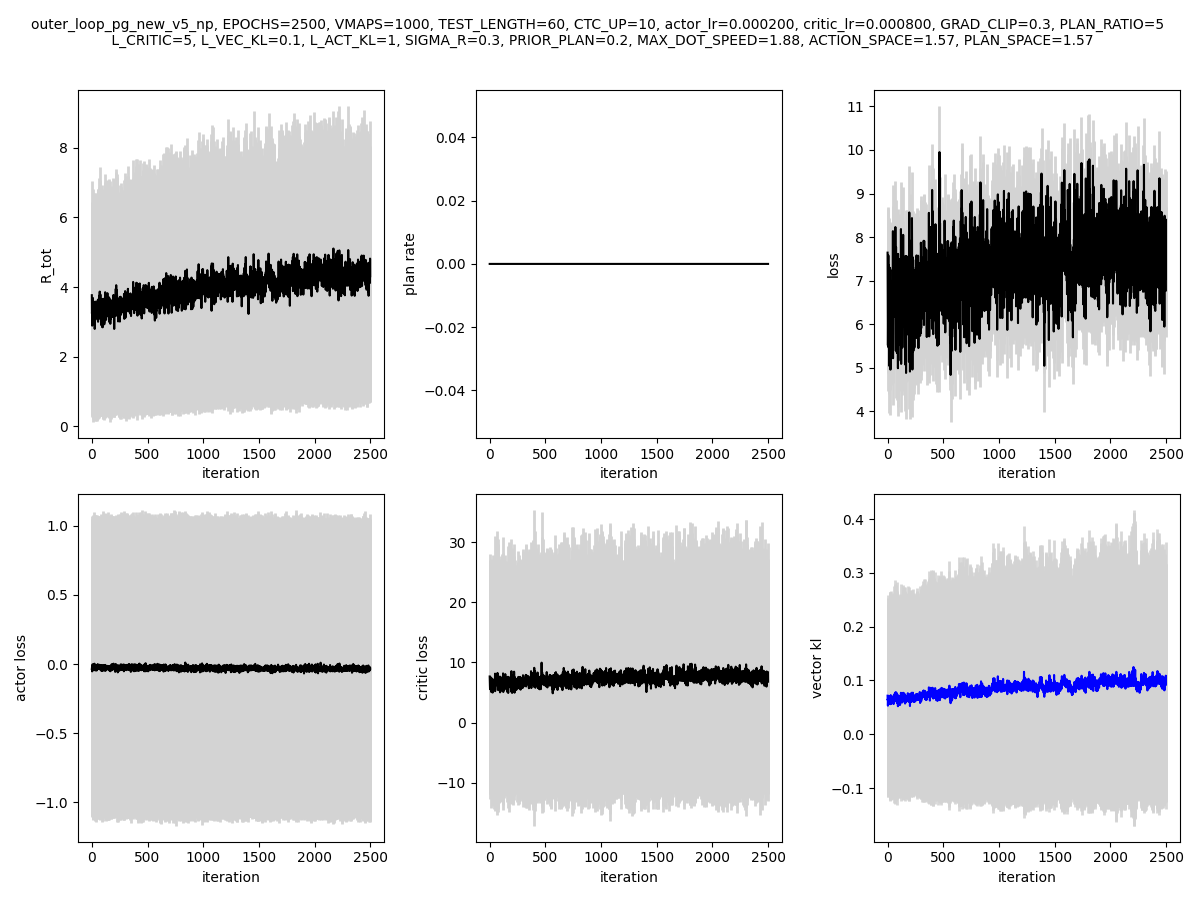 outer_loop_pg_new_v5_np, EPOCHS=2500, VMAPS=1000, TEST_LENGTH=60, CTC_UP=10, actor_lr=0.000200, critic_lr=0.000800, GRAD_CLIP=0.3, PLAN_RATIO=5
L_CRITIC=5, L_VEC_KL=0.1, L_ACT_KL=1, SIGMA_R=0.3, PRIOR_PLAN=0.2, MAX_DOT_SPEED=1.88, ACTION_SPACE=1.57, PLAN_SPACE=1.57
R_tot
8
6
4
2
0
0 500 1000 1500 2000 2500
iteration
plan rate
0.04
0.02
0.00
−0.02
−0.04
0 500 1000 1500 2000 2500
iteration
loss
11
10
9
8
7
6
5
4
0 500 1000 1500 2000 2500
iteration
actor loss
1.0
0.5
0.0
−0.5
−1.0
0 500 1000 1500 2000 2500
iteration
critic loss
30
20
10
0
−10
0 500 1000 1500 2000 2500
iteration
vector kl
0.4
0.3
0.2
0.1
0.0
−0.1
0 500 1000 1500 2000 2500
iteration